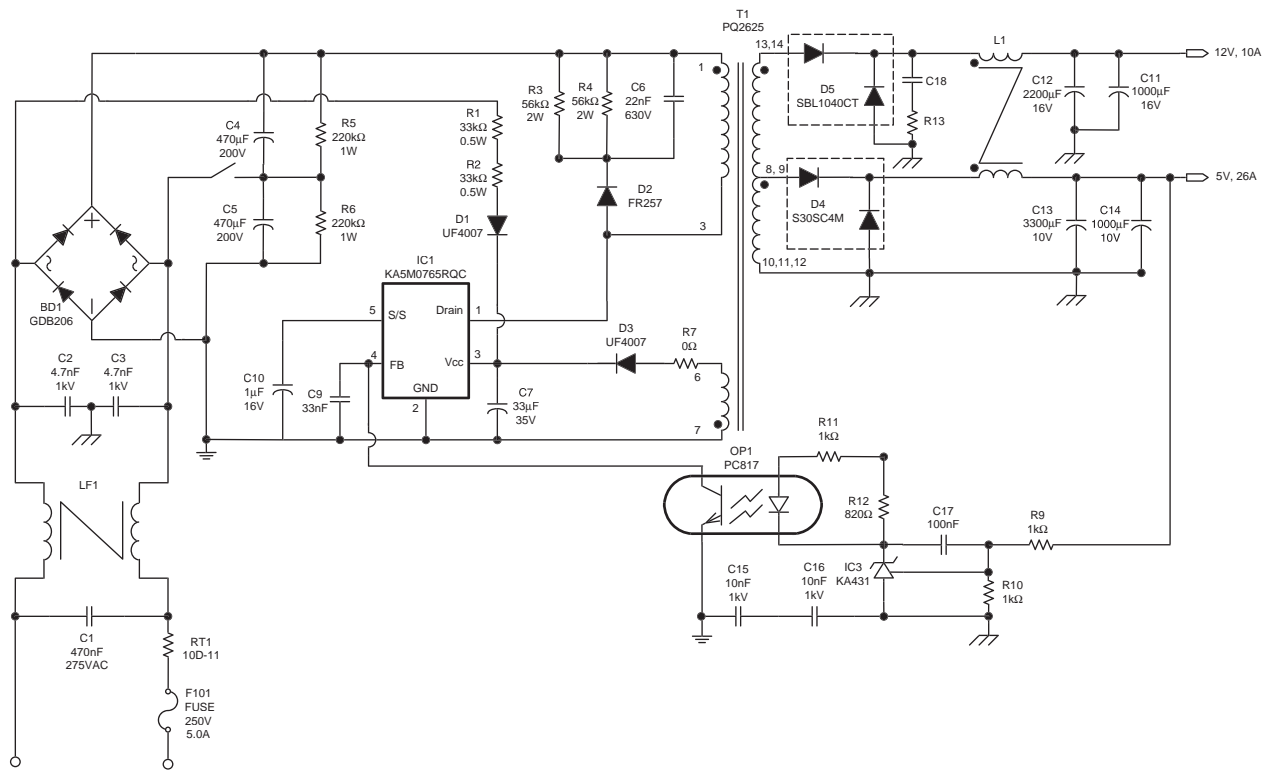 T1
PQ2625
13,14
1
L1
12V, 10A
R3
56kΩ
2W
R4
56kΩ
2W
C6
22nF
630V
D5
SBL1040CT
C18
R13
C12
2200μF
16V
C11
1000μF
16V
C4
470μF
200V
R5
220kΩ
1W
R1
33kΩ
0.5W
R2
33kΩ
0.5W
8, 9
5V, 26A
D2
FR257
D4
S30SC4M
C5
470μF
200V
R6
220kΩ
1W
D1
UF4007
3
C13
3300μF
10V
C14
1000μF
10V
10,11,12
IC1
KA5M0765RQC
BD1
GDB206
5
S/S
Drain
1
D3
UF4007
R7
0Ω
4
FB
Vcc
3
6
GND
2
C2
4.7nF
1kV
C3
4.7nF
1kV
C10
1μF
16V
C9
33nF
C7
33μF
35V
7
R11
1kΩ
OP1
PC817
LF1
R12
820Ω
C17
100nF
R9
1kΩ
IC3
KA431
R10
1kΩ
C15
10nF
1kV
C16
10nF
1kV
C1
470nF
275VAC
RT1
10D-11
F101
FUSE
250V
5.0A